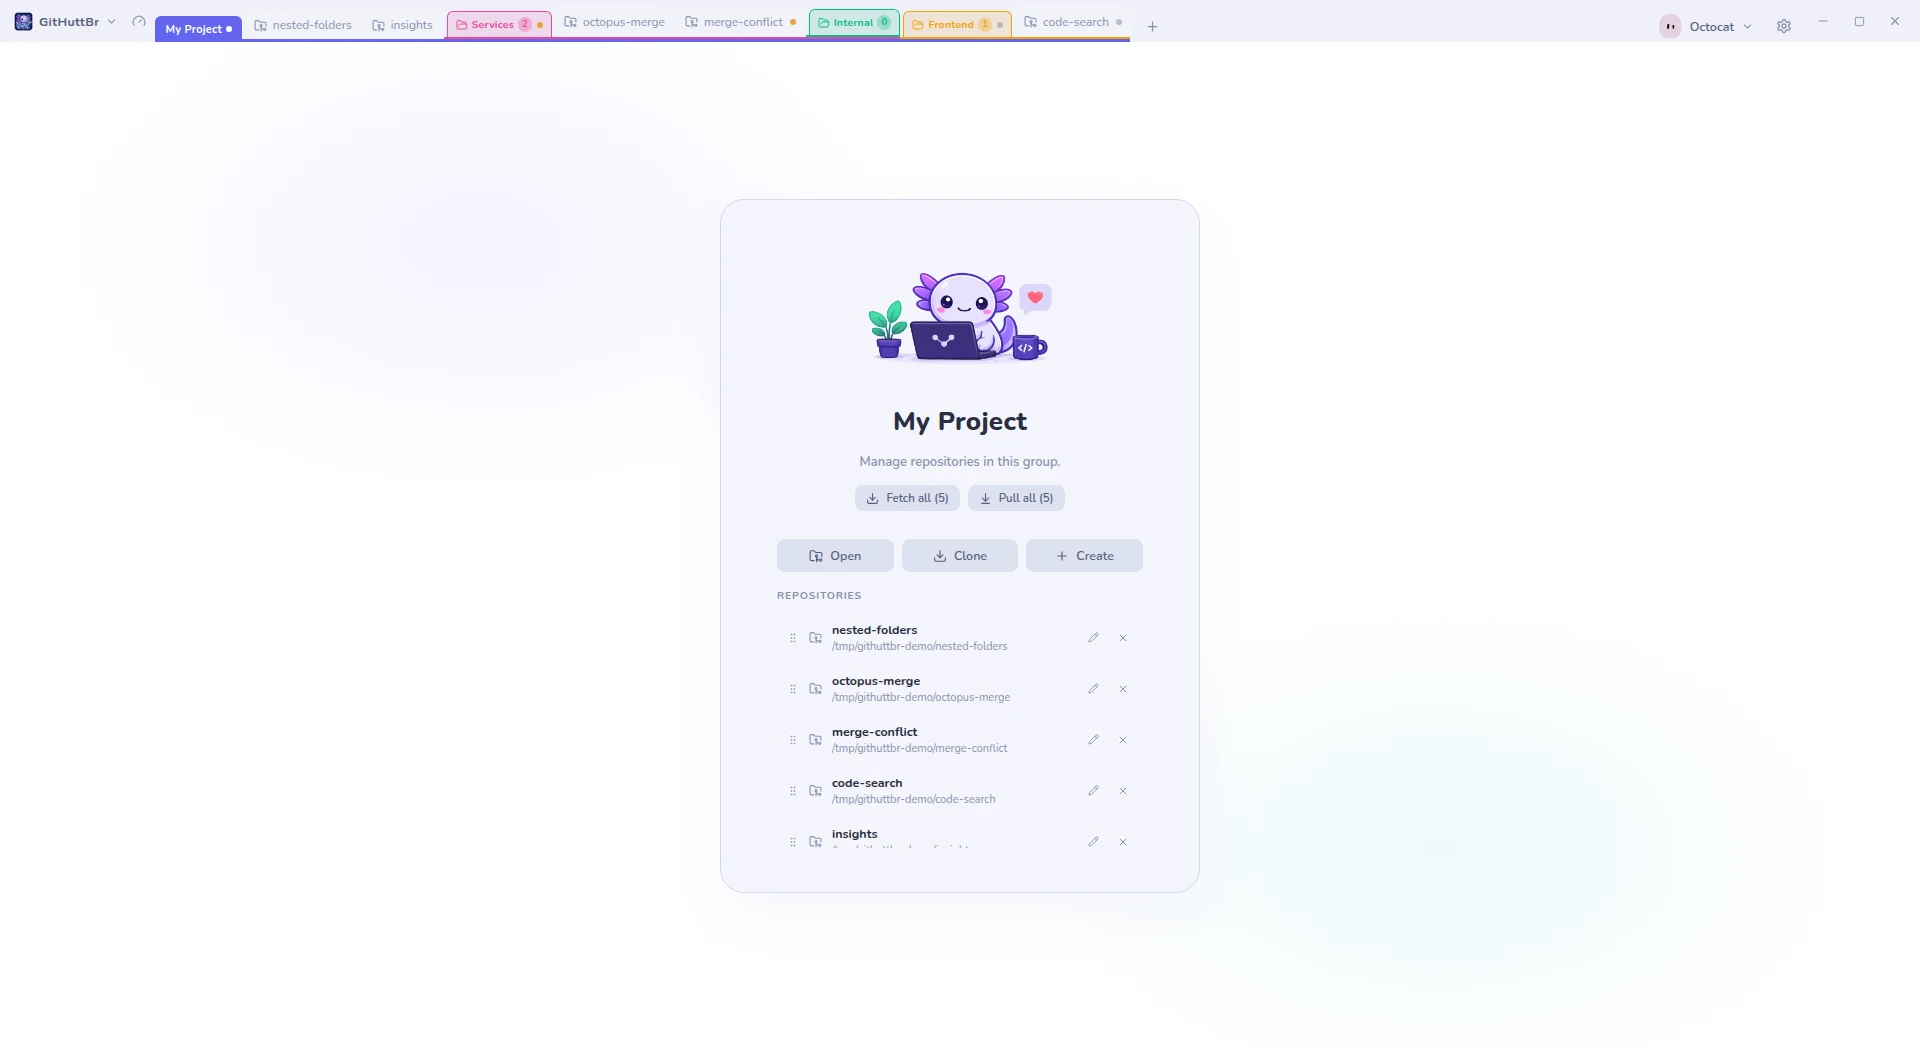 GitHuttBr
My Project
nested-folders
insights
Services 2
octopus-merge
merge-conflict
Internal 0
Frontend 1
code-search
Octocat
</>
My Project
Manage repositories in this group.
Fetch all (5)
Pull all (5)
Open
Clone
Create
REPOSITORIES
nested-folders
/tmp/githuttbr-demo/nested-folders
octopus-merge
/tmp/githuttbr-demo/octopus-merge
merge-conflict
/tmp/githuttbr-demo/merge-conflict
code-search
/tmp/githuttbr-demo/code-search
insights